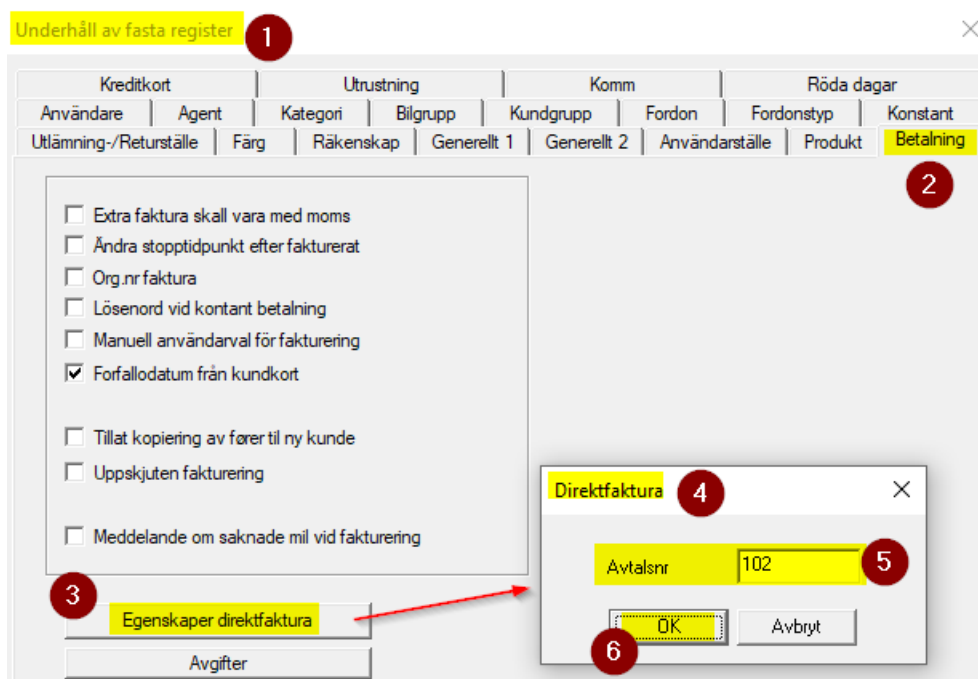 Underhåll av fasta register
1
Kreditkort Utrustning Komm Röda dagar
Användare Agent Kategori Bilgrupp Kundgrupp Fordon Fordonstyp Konstant
Utlämning-/Returställe Färg Räkenskap Generellt 1 Generellt 2 Användarställe Produkt Betalning
2
Extra faktura skall vara med moms
Ändra stopptidpunkt efter fakturerat
Org.nr faktura
Lösenord vid kontant betalning
Manuell användarval för fakturering
Forfallodatum från kundkort
Tillat kopiering av fører til ny kunde
Uppskjuten fakturering
Meddelande om saknade mil vid fakturering
3
Egenskaper direktfaktura
Avgifter
Direktfaktura
4
Avtalsnr 102
5
OK Avbryt
6